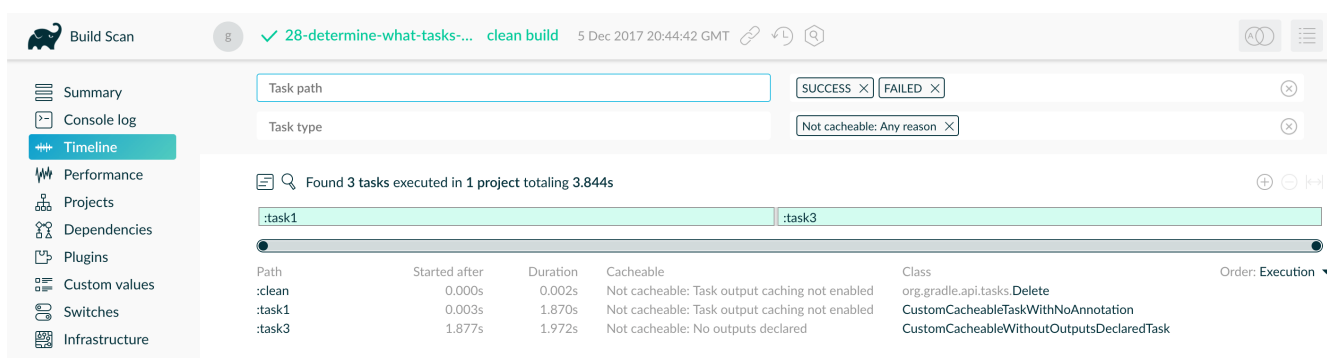 Build Scan
g
28-determine-what-tasks-... clean build 5 Dec 2017 20:44:42 GMT
Summary
Console log
Timeline
Performance
Projects
Dependencies
Plugins
Custom values
Switches
Infrastructure
Task path
SUCCESS FAILED
Task type
Not cacheable: Any reason
Found 3 tasks executed in 1 project totaling 3.844s
:task1 :task3
Path Started after Duration Cacheable Class Order: Execution
:clean 0.000s 0.002s Not cacheable: Task output caching not enabled org.gradle.api.tasks.Delete
:task1 0.003s 1.870s Not cacheable: Task output caching not enabled CustomCacheableTaskWithNoAnnotation
:task3 1.877s 1.972s Not cacheable: No outputs declared CustomCacheableWithoutOutputsDeclaredTask